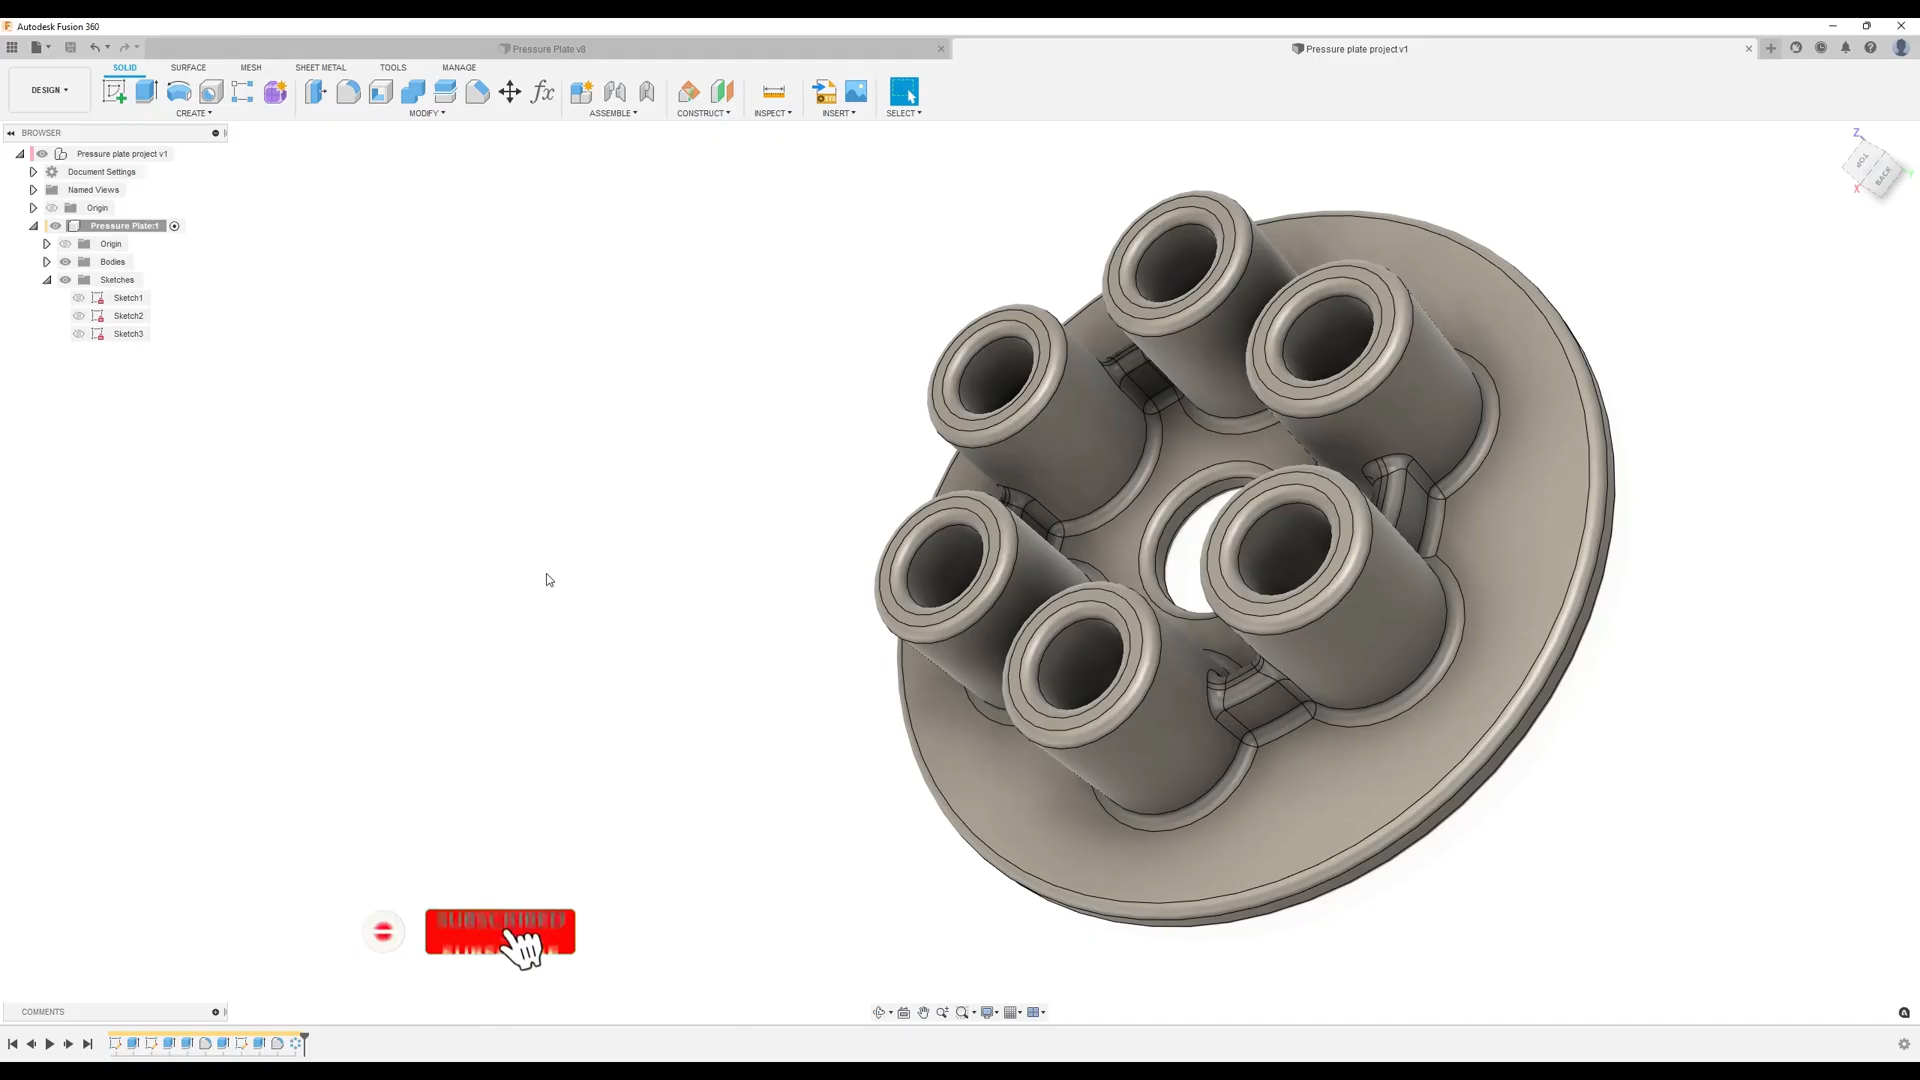 Autodesk Fusion 360
Pressure Plate v8
Pressure plate project v1
SOLID SURFACE MESH SHEET METAL TOOLS MANAGE
DESIGN
CREATE MODIFY ASSEMBLE CONSTRUCT INSPECT INSERT SELECT
BROWSER
Pressure plate project v1
Document Settings
Named Views
Origin
Pressure Plate:1
Origin
Bodies
Sketches
Sketch1
Sketch2
Sketch3
Z
TOP
BACK
X
Y
COMMENTS